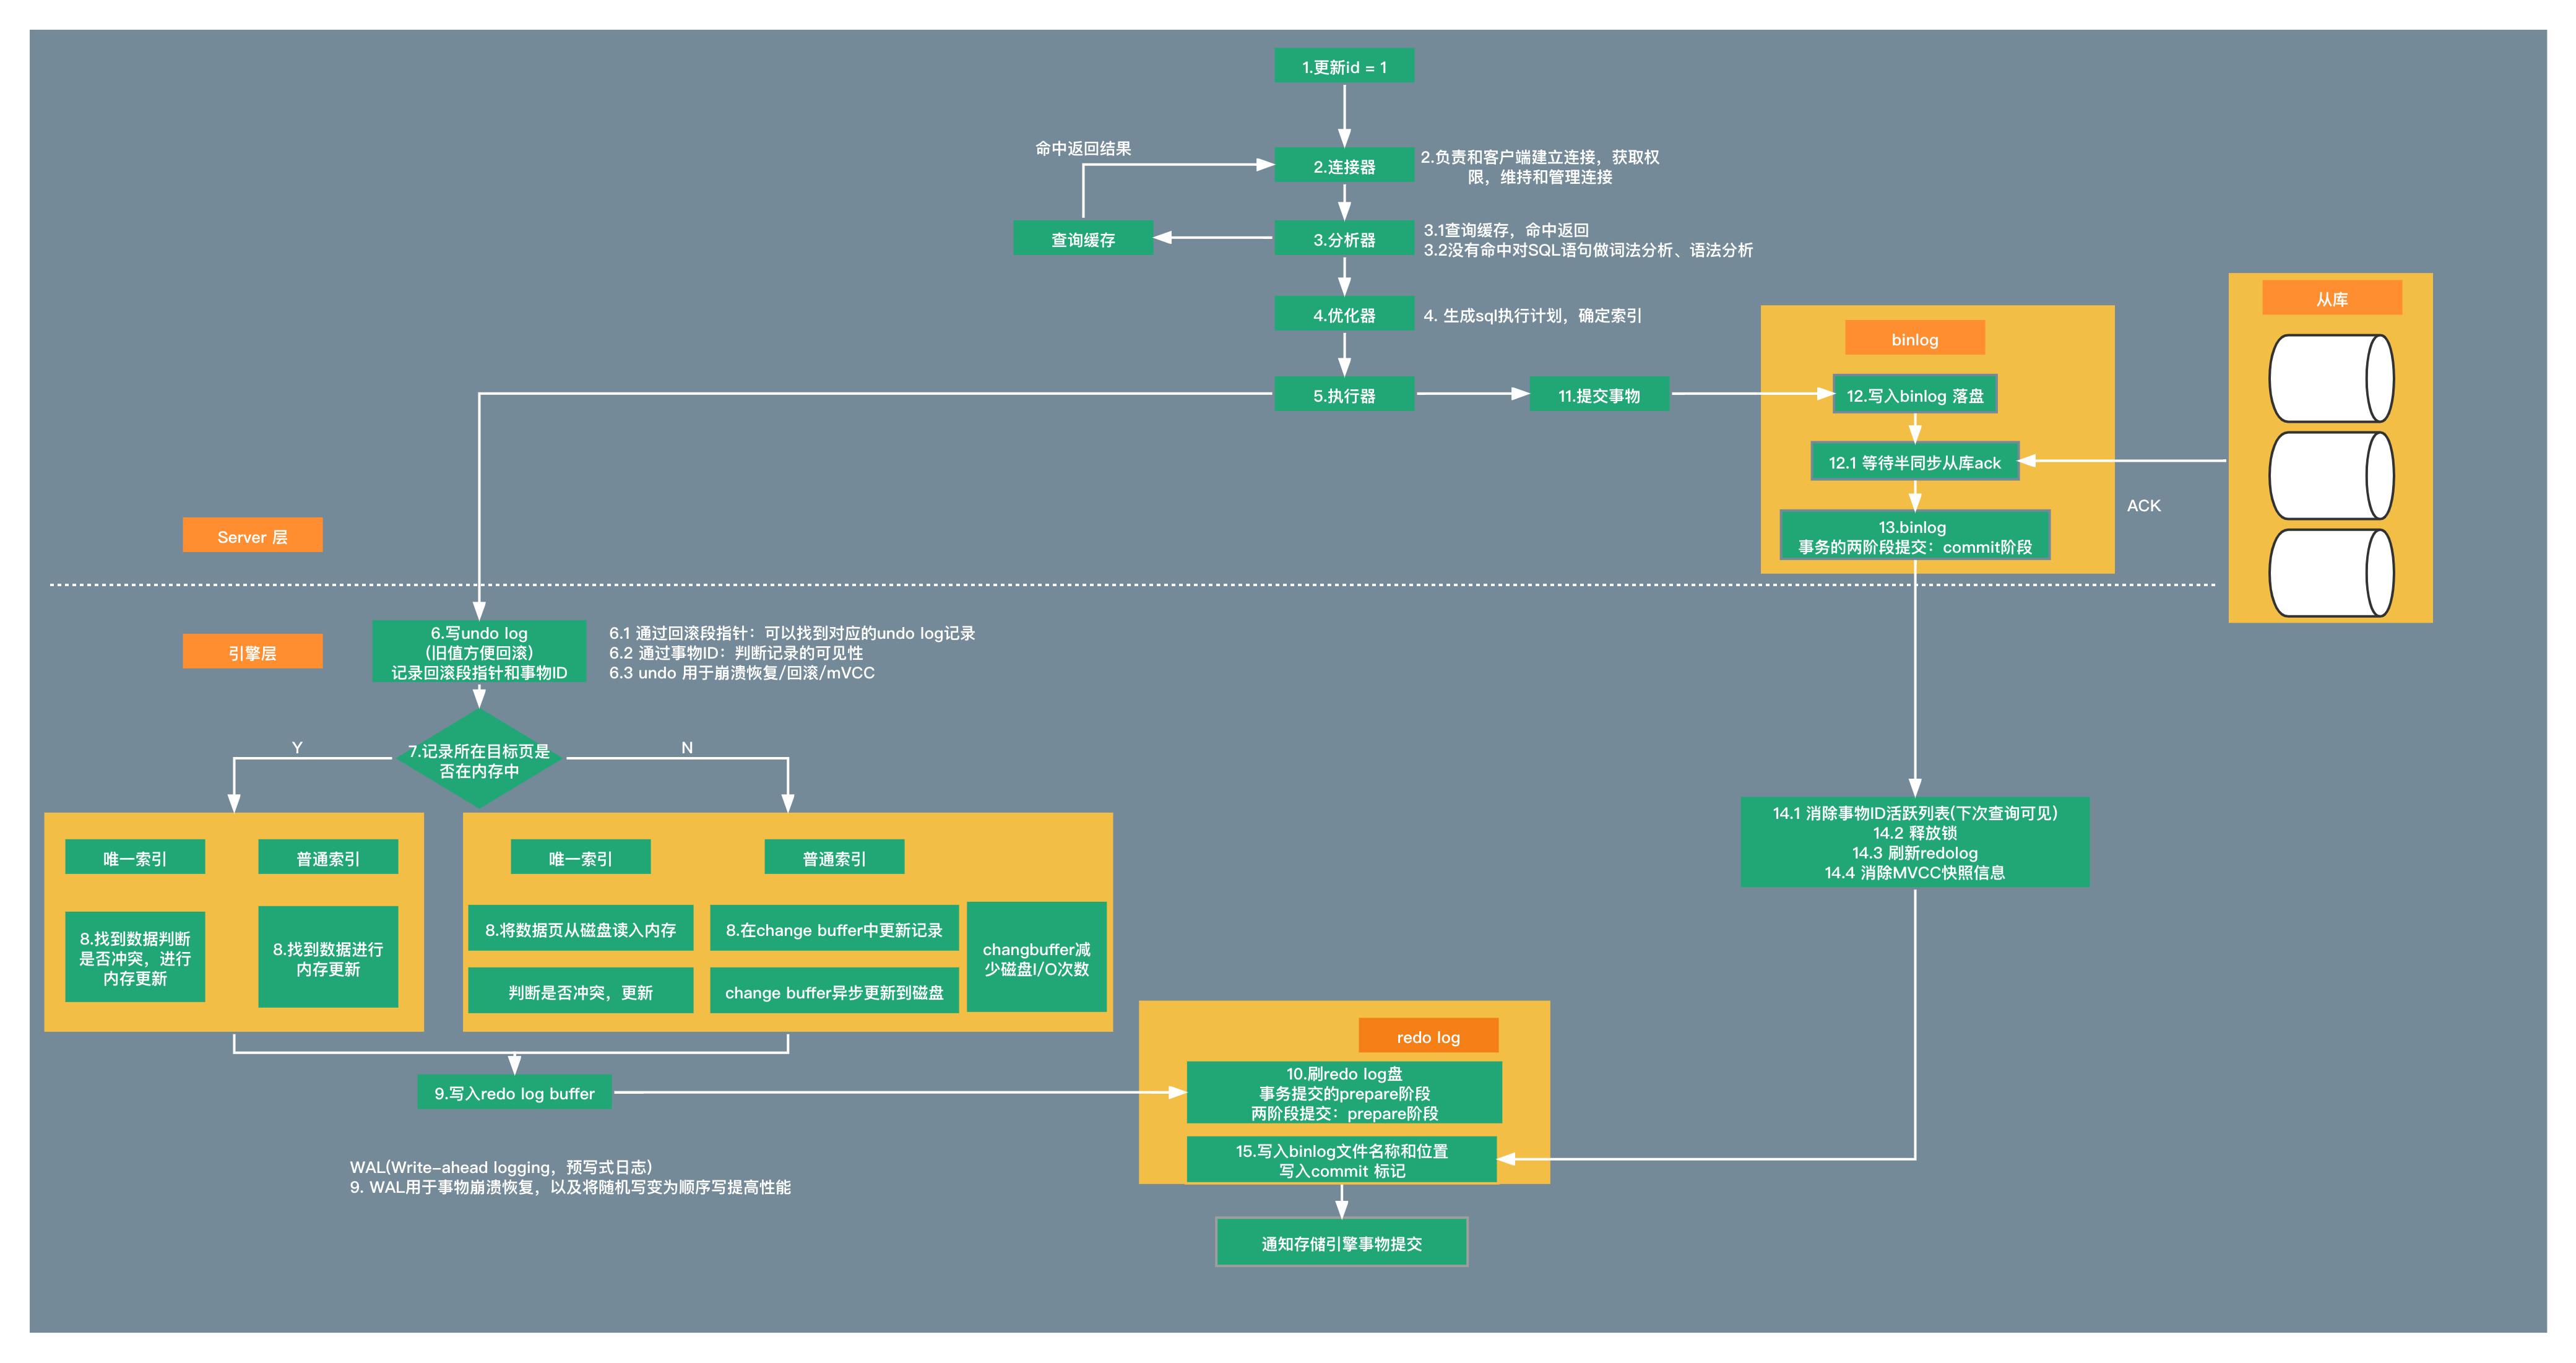 1.更新id = 1
命中返回结果
2.连接器
2.负责和客户端建立连接，获取权
限，维持和管理连接
查询缓存
3.分析器
3.1查询缓存，命中返回
3.2没有命中对SQL语句做词法分析、语法分析
4.优化器
4. 生成sql执行计划，确定索引
5.执行器
11.提交事物
binlog
12.写入binlog 落盘
12.1 等待半同步从库ack
13.binlog
事务的两阶段提交：commit阶段
从库
ACK
Server 层
引擎层
6.写undo log
(旧值方便回滚)
记录回滚段指针和事物ID
6.1 通过回滚段指针：可以找到对应的undo log记录
6.2 通过事物ID：判断记录的可见性
6.3 undo 用于崩溃恢复/回滚/mVCC
7.记录所在目标页是
否在内存中
Y
N
唯一索引
普通索引
8.找到数据判断
是否冲突，进行
内存更新
8.找到数据进行
内存更新
唯一索引
普通索引
8.将数据页从磁盘读入内存
8.在change buffer中更新记录
判断是否冲突，更新
change buffer异步更新到磁盘
changbuffer减
少磁盘I/O次数
14.1 消除事物ID活跃列表(下次查询可见)
14.2 释放锁
14.3 刷新redolog
14.4 消除MVCC快照信息
9.写入redo log buffer
redo log
10.刷redo log盘
事务提交的prepare阶段
两阶段提交：prepare阶段
15.写入binlog文件名称和位置
写入commit 标记
WAL(Write-ahead logging，预写式日志)
9. WAL用于事物崩溃恢复，以及将随机写变为顺序写提高性能
通知存储引擎事物提交